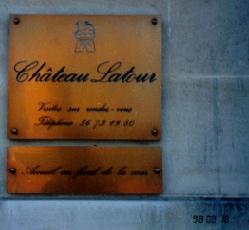 Château Latour
Visites sur rendez-vous
Téléphone 56 73 19 80
Accueil au fond de la cour
98 08 18